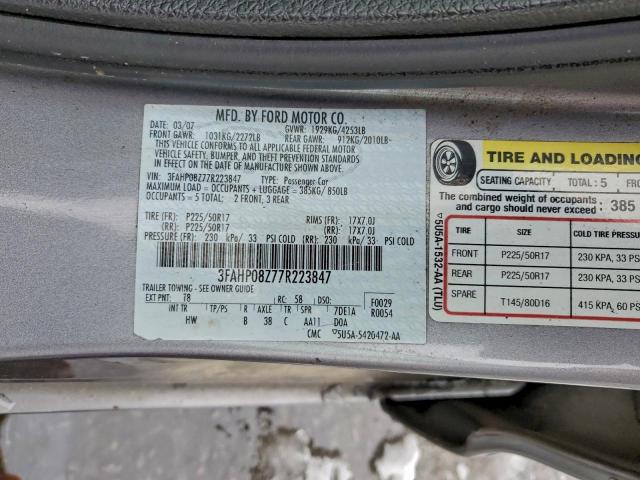 MFD. BY FORD MOTOR CO.
DATE: 03/07 GVWR: 1929KG/4253LB
FRONT GAWR: 1031KG/2272LB REAR GAWR: 912KG/2010LB
THIS VEHICLE CONFORMS TO ALL APPLICABLE FEDERAL MOTOR
VEHICLE SAFETY, BUMPER, AND THEFT PREVENTION STANDARDS
IN EFFECT ON THE DATE OF MANUFACTURE SHOWN ABOVE.
VIN: 3FAHP08Z77R223847
TYPE: Passenger Car
MAXIMUM LOAD = OCCUPANTS + LUGGAGE = 385KG/ 850LB
OCCUPANTS = 5 TOTAL: 2 FRONT, 3 REAR
TIRE (FR): P225/50R17 RIMS (FR): 17X7.0J
(RR): P225/50R17 (RR): 17X7.0J
PRESSURE (FR): 230 kPa/ 33 PSI COLD (RR): 230 kPa/ 33 PSI COLD
3FAHP08Z77R223847
TRAILER TOWING - SEE OWNER GUIDE
EXT PNT: T8 RC: 58 DSO: F0029
INT TR TP/PS R AXLE TR SPR 7DE1A R0054
HW B 38 C AA11 D0A
CMC 5U5A-5420472-AA
5U5A-1532-AA (TLU)
TIRE AND LOADING
SEATING CAPACITY TOTAL: 5
The combined weight of occupants
and cargo should never exceed: 385
TIRE SIZE COLD TIRE
FRONT P225/50R17 230 KPA, 33
REAR P225/50R17 230 KPA, 33
SPARE T145/80D16 415 KPA, 60